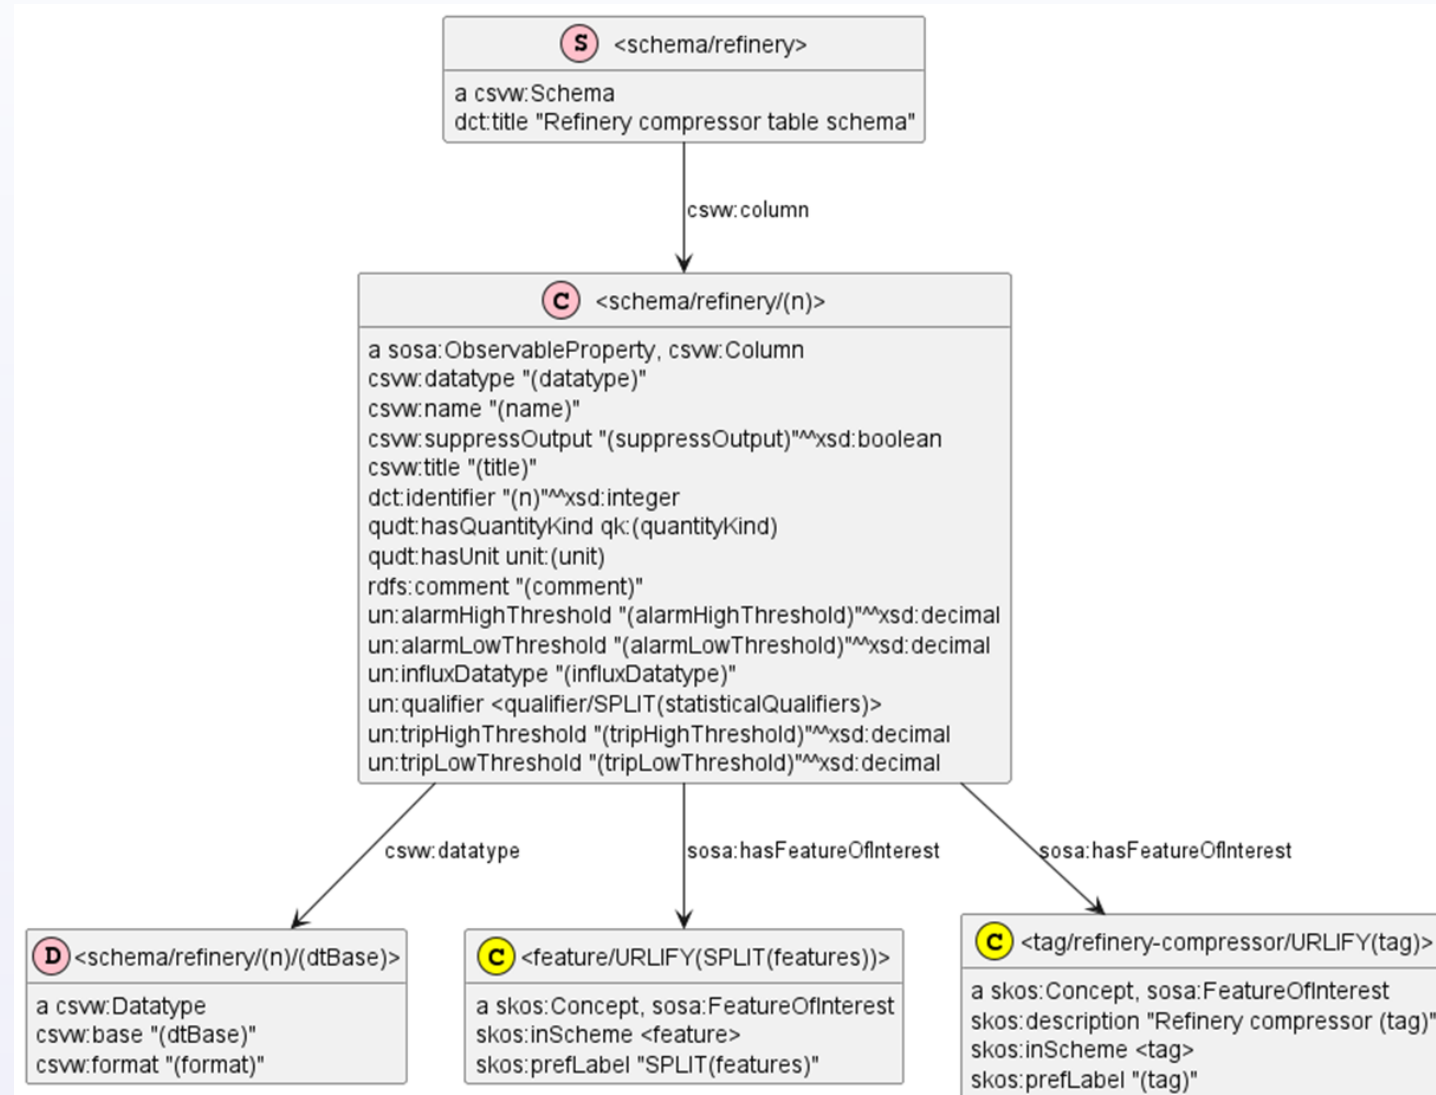 S <schema/refinery>
a csvw:Schema
dct:title "Refinery compressor table schema"
csvw:column
C <schema/refinery/(n)>
a sosa:ObservableProperty, csvw:Column
csvw:datatype "(datatype)"
csvw:name "(name)"
csvw:suppressOutput "(suppressOutput)"^^xsd:boolean
csvw:title "(title)"
dct:identifier "(n)"^^xsd:integer
qudt:hasQuantityKind qk:(quantityKind)
qudt:hasUnit unit:(unit)
rdfs:comment "(comment)"
un:alarmHighThreshold "(alarmHighThreshold)"^^xsd:decimal
un:alarmLowThreshold "(alarmLowThreshold)"^^xsd:decimal
un:influxDatatype "(influxDatatype)"
un:qualifier <qualifier/SPLIT(statisticalQualifiers)>
un:tripHighThreshold "(tripHighThreshold)"^^xsd:decimal
un:tripLowThreshold "(tripLowThreshold)"^^xsd:decimal
csvw:datatype
sosa:hasFeatureOfInterest
sosa:hasFeatureOfInterest
D <schema/refinery/(n)/(dtBase)>
a csvw:Datatype
csvw:base "(dtBase)"
csvw:format "(format)"
C <feature/URLIFY(SPLIT(features))>
a skos:Concept, sosa:FeatureOfInterest
skos:inScheme <feature>
skos:prefLabel "SPLIT(features)"
C <tag/refinery-compressor/URLIFY(tag)>
a skos:Concept, sosa:FeatureOfInterest
skos:description "Refinery compressor (tag)"
skos:inScheme <tag>
skos:prefLabel "(tag)"